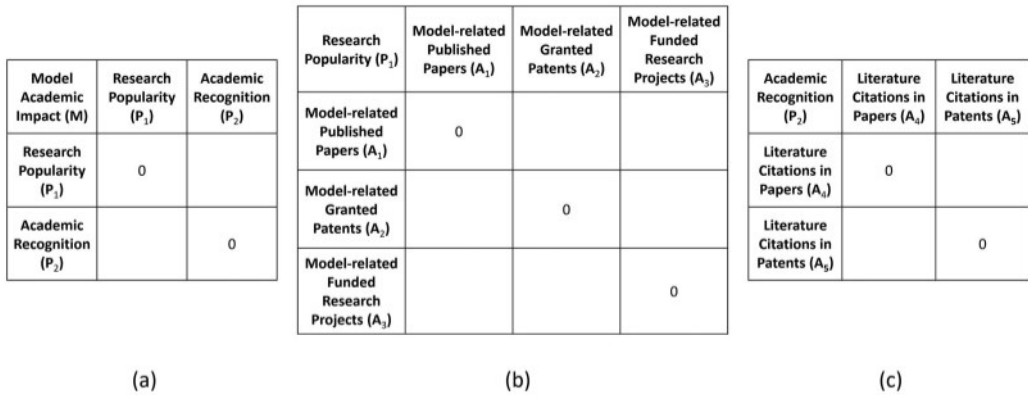 Model Academic Impact (M)
Research Popularity (P₁)
Academic Recognition (P₂)
Research Popularity (P₁)
0
Academic Recognition (P₂)
0
(a)
Research Popularity (P₁)
Model-related Published Papers (A₁)
Model-related Granted Patents (A₂)
Model-related Funded Research Projects (A₃)
Model-related Published Papers (A₁)
0
Model-related Granted Patents (A₂)
0
Model-related Funded Research Projects (A₃)
0
(b)
Academic Recognition (P₂)
Literature Citations in Papers (A₄)
Literature Citations in Patents (A₅)
Literature Citations in Papers (A₄)
0
Literature Citations in Patents (A₅)
0
(c)